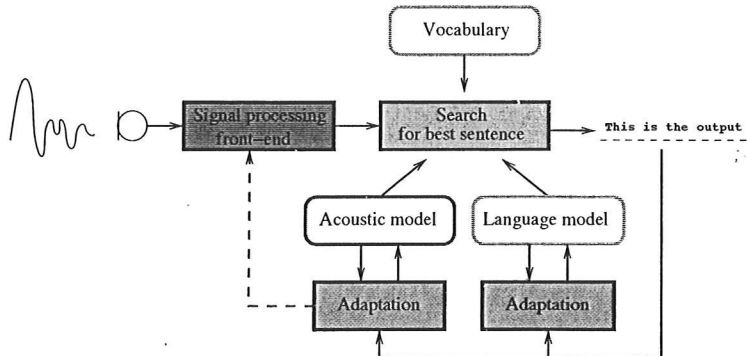 Vocabulary
Signal processing
front–end
Search
for best sentence
This is the output
Acoustic model
Language model
Adaptation
Adaptation